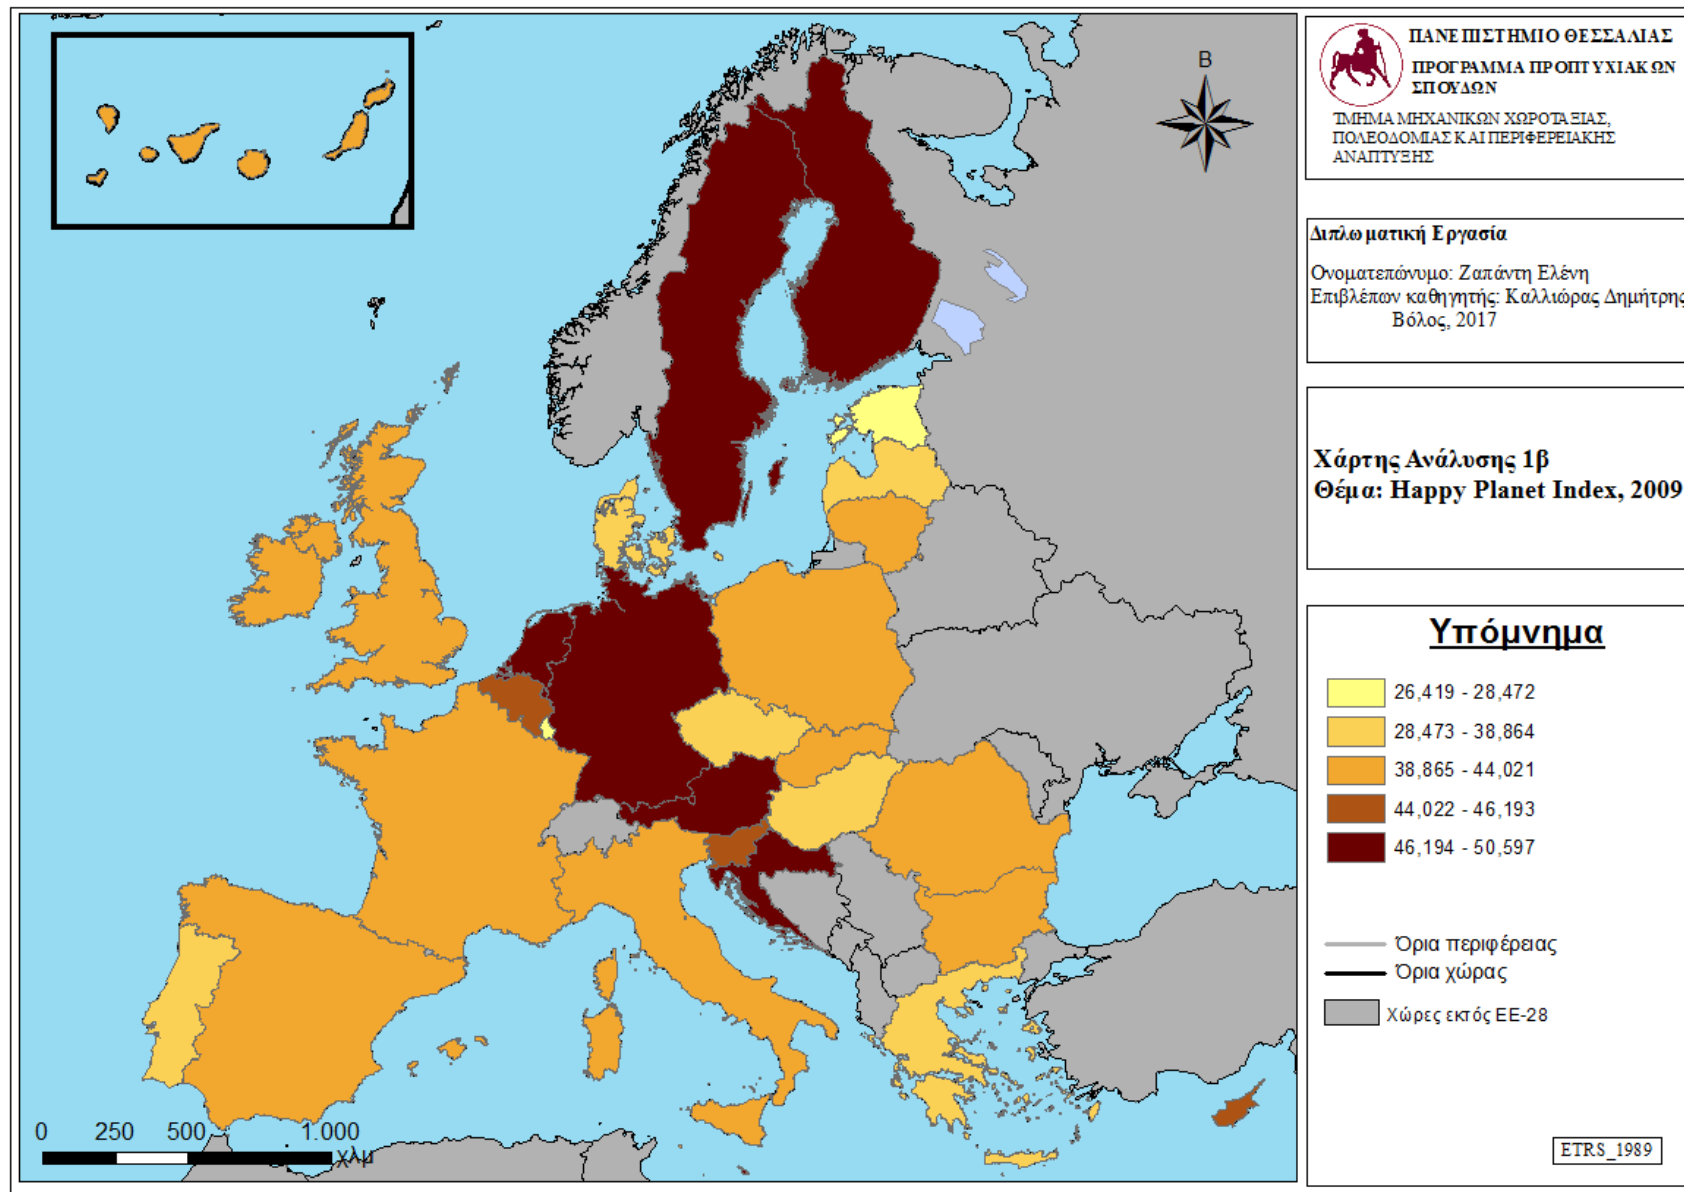 Β
0 250 500 1.000
χλμ
ΠΑΝΕΠΙΣΤΗΜΙΟ ΘΕΣΣΑΛΙΑΣ
ΠΡΟΓΡΑΜΜΑ ΠΡΟΠΤΥΧΙΑΚΩΝ
ΣΠΟΥΔΩΝ
ΤΜΗΜΑ ΜΗΧΑΝΙΚΩΝ ΧΩΡΟΤΑΞΙΑΣ,
ΠΟΛΕΟΔΟΜΙΑΣ ΚΑΙ ΠΕΡΙΦΕΡΕΙΑΚΗΣ
ΑΝΑΠΤΥΞΗΣ
Διπλωματική Εργασία
Ονοματεπώνυμο: Ζαπάντη Ελένη
Επιβλέπων καθηγητής: Καλλιώρας Δημήτρης
Βόλος, 2017
Χάρτης Ανάλυσης 1β
Θέμα: Happy Planet Index, 2009
Υπόμνημα
26,419 - 28,472
28,473 - 38,864
38,865 - 44,021
44,022 - 46,193
46,194 - 50,597
Όρια περιφέρειας
Όρια χώρας
Χώρες εκτός ΕΕ-28
ETRS_1989